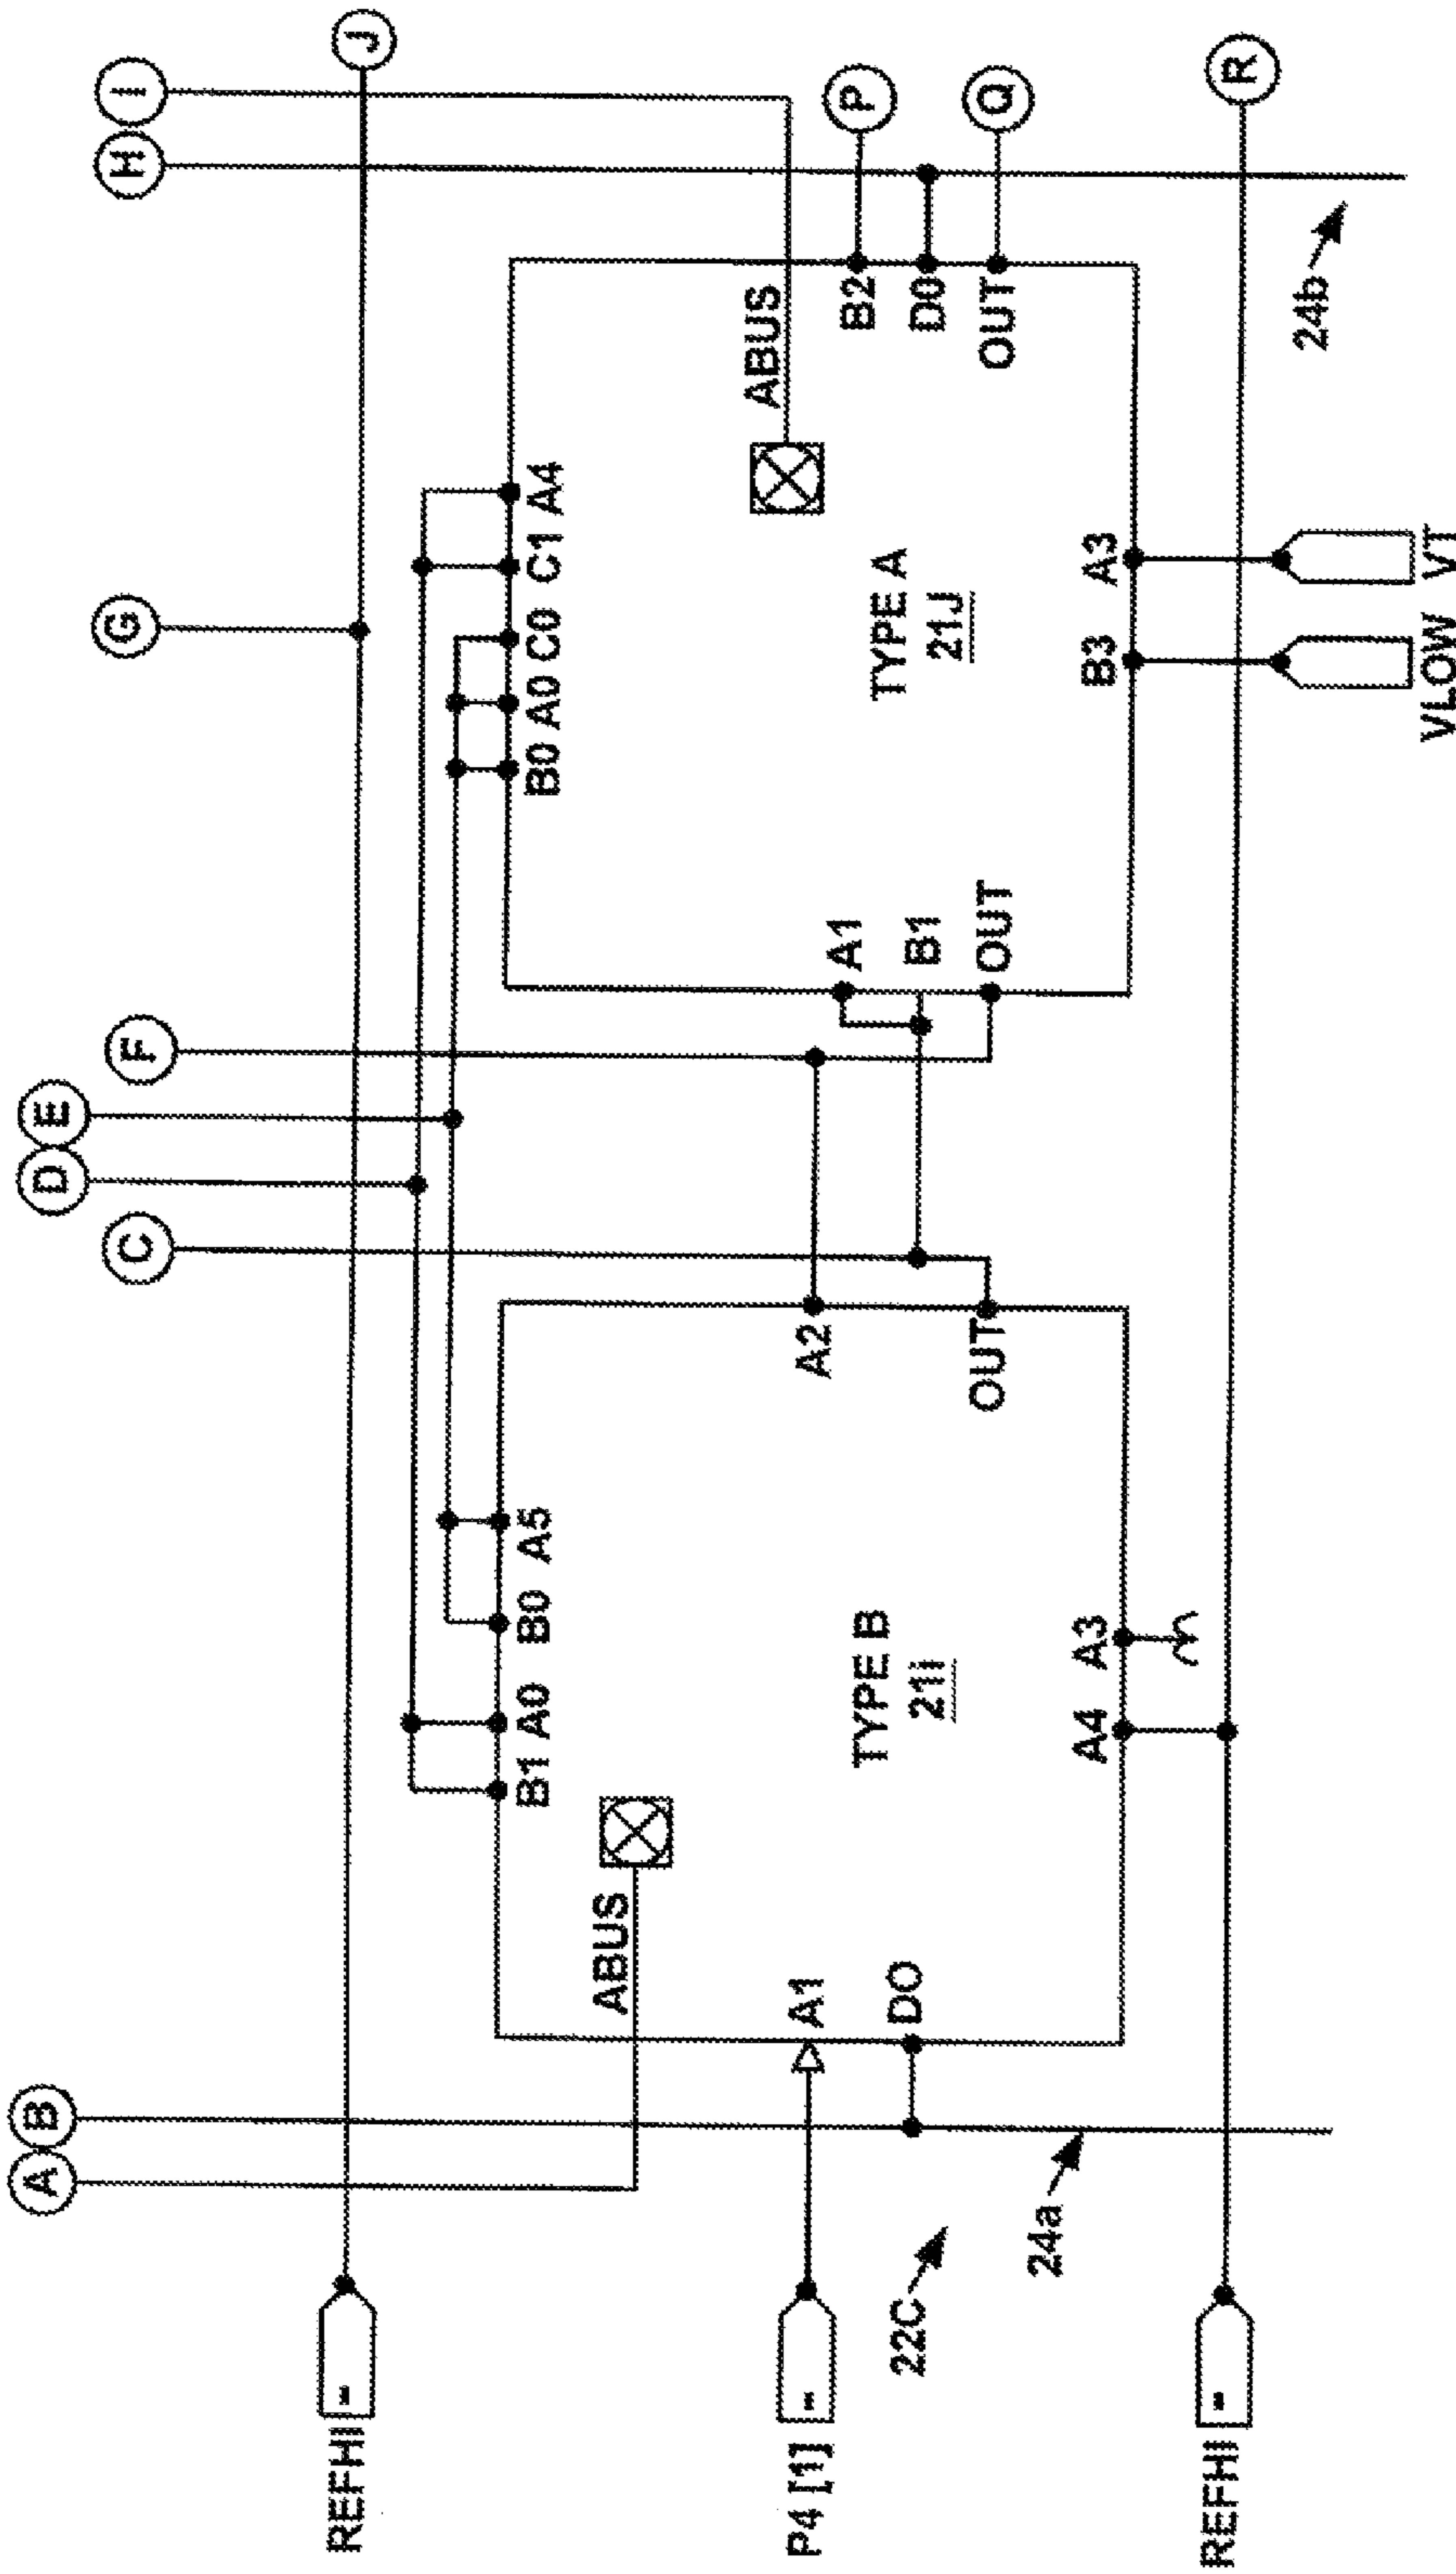 A
B
C
D
E
F
G
H
I
J
REFHI
ABUS
B1 A0 B0 A5
B0 A0 C0 C1 A4
ABUS
P4 [1]
A1
DO
A2
OUT
TYPE B
21i
A1
B1
OUT
TYPE A
21J
B2
D0
OUT
P
Q
A4 A3
B3 A3
22C
24a
REFHI
R
24b
VLOW VT